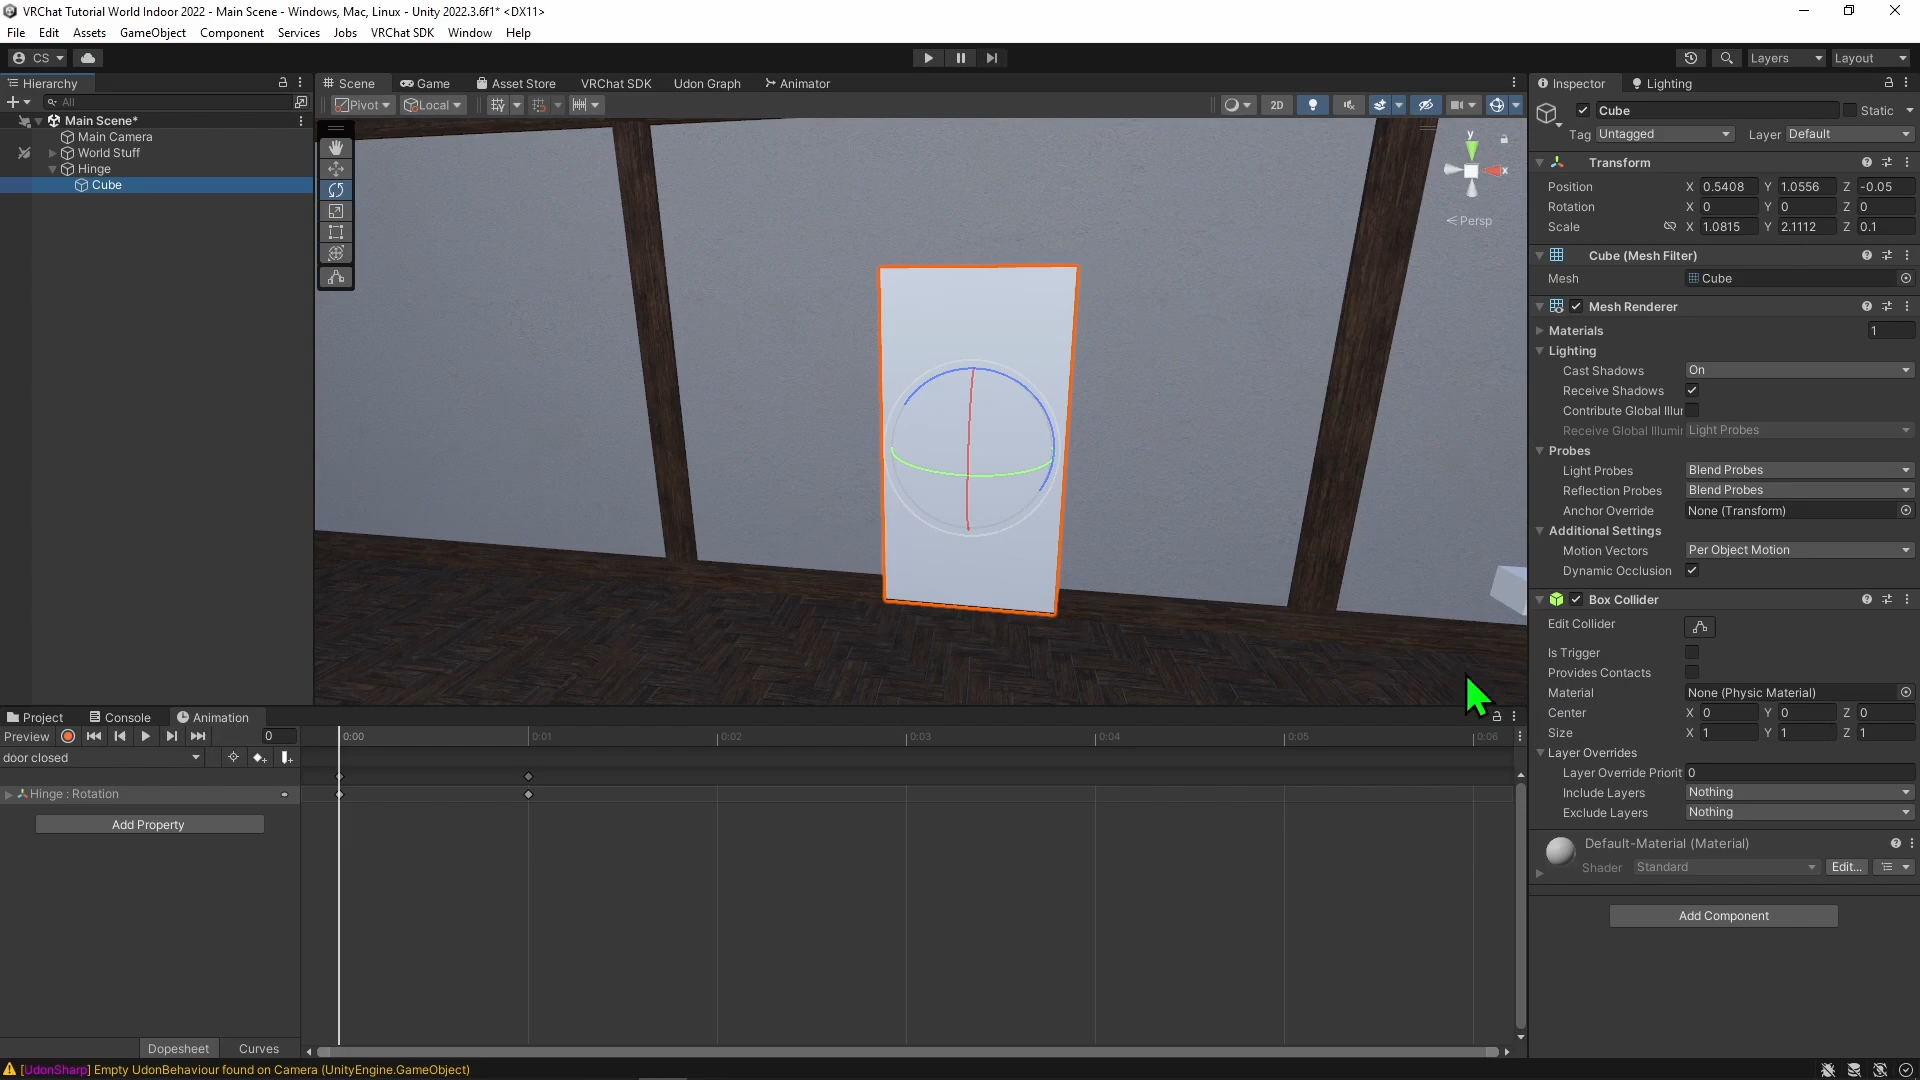 VRChat Tutorial World Indoor 2022 - Main Scene - Windows, Mac, Linux - Unity 2022.3.6f1* <DX11>
File Edit Assets GameObject Component Services Jobs VRChat SDK Window Help
CS Layers Layout
Hierarchy
All
Main Scene*
Main Camera
World Stuff
Hinge
Cube
Scene Game Asset Store VRChat SDK Udon Graph Animator
Pivot Local 2D
y
x
Persp
Inspector Lighting
Cube Static
Tag Untagged Layer Default
Transform
Position X 0.5408 Y 1.0556 Z -0.05
Rotation X 0 Y 0 Z 0
Scale X 1.0815 Y 2.1112 Z 0.1
Cube (Mesh Filter)
Mesh Cube
Mesh Renderer
Materials 1
Lighting
Cast Shadows On
Receive Shadows
Contribute Global Illur
Receive Global Illumir Light Probes
Probes
Light Probes Blend Probes
Reflection Probes Blend Probes
Anchor Override None (Transform)
Additional Settings
Motion Vectors Per Object Motion
Dynamic Occlusion
Box Collider
Edit Collider
Is Trigger
Provides Contacts
Material None (Physic Material)
Center X 0 Y 0 Z 0
Size X 1 Y 1 Z 1
Layer Overrides
Layer Override Priorit 0
Include Layers Nothing
Exclude Layers Nothing
Default-Material (Material)
Shader Standard Edit...
Add Component
Project Console Animation
Preview 0
0:00 0:01 0:02 0:03 0:04 0:05 0:06
door closed
Hinge : Rotation
Add Property
Dopesheet Curves
[UdonSharp] Empty UdonBehaviour found on Camera (UnityEngine.GameObject)